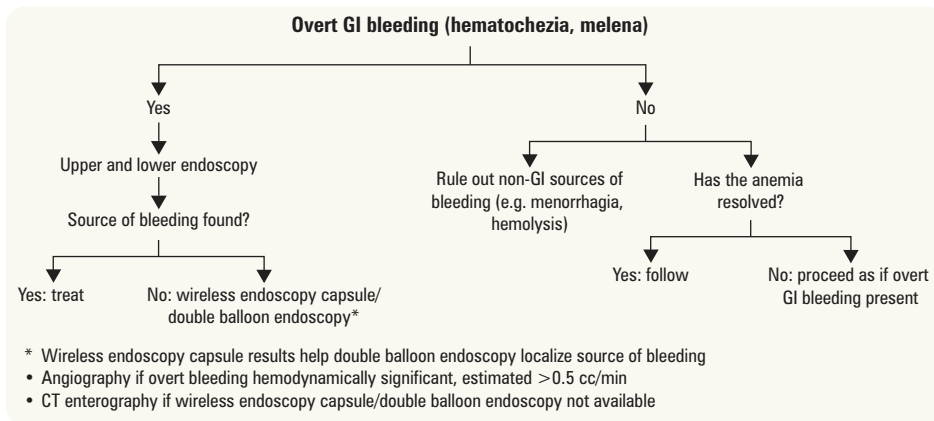 Overt GI bleeding (hematochezia, melena)
Yes
No
Upper and lower endoscopy
Rule out non-GI sources of
bleeding (e.g. menorrhagia,
hemolysis)
Has the anemia
resolved?
Source of bleeding found?
Yes: treat
No: wireless endoscopy capsule/
double balloon endoscopy*
Yes: follow
No: proceed as if overt
GI bleeding present
* Wireless endoscopy capsule results help double balloon endoscopy localize source of bleeding
• Angiography if overt bleeding hemodynamically significant, estimated >0.5 cc/min
• CT enterography if wireless endoscopy capsule/double balloon endoscopy not available